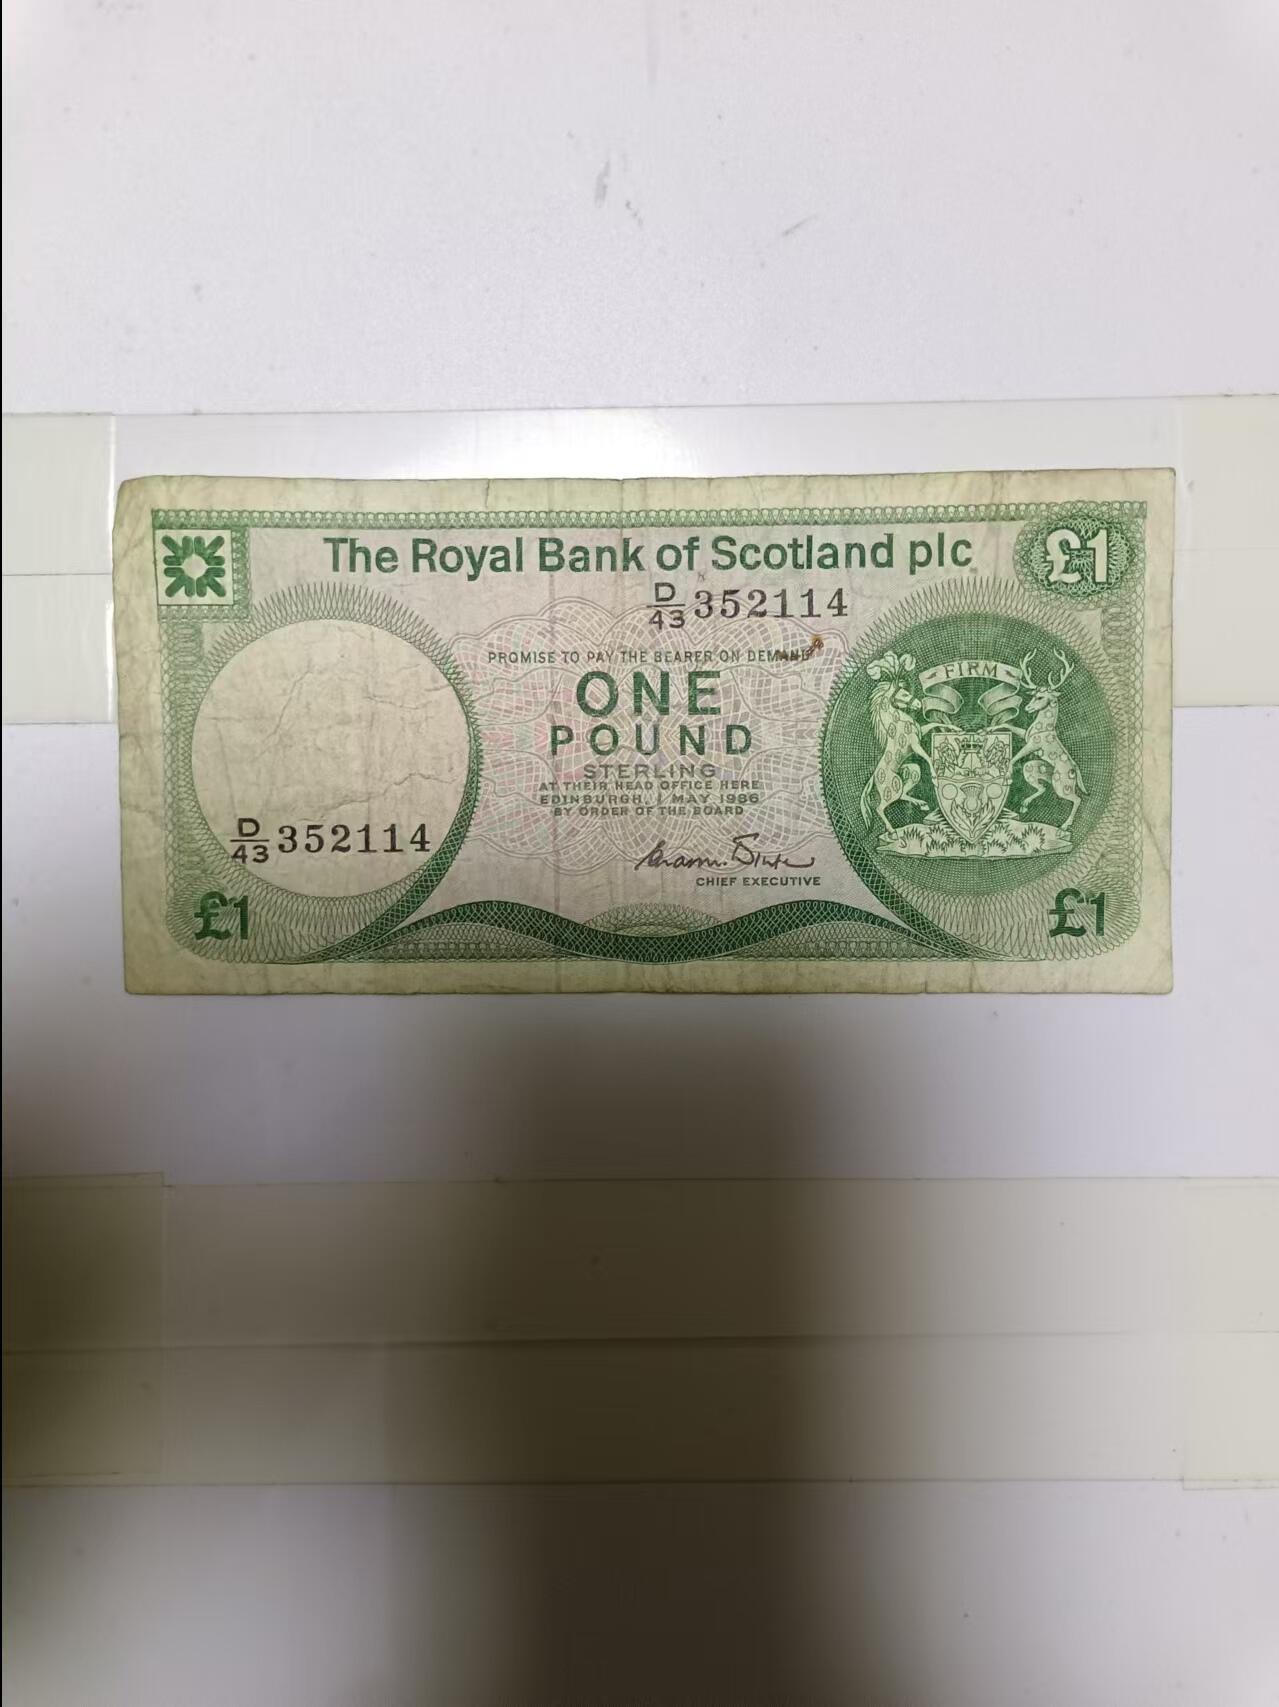 The Royal Bank of Scotland plc
£1
D/43 352114
PROMISE TO PAY THE BEARER ON DEMAND
ONE
POUND
STERLING
AT THEIR HEAD OFFICE HERE
EDINBURGH, 1 MAY 1986
BY ORDER OF THE BOARD
FIRM
D/43 352114
CHIEF EXECUTIVE
£1
£1